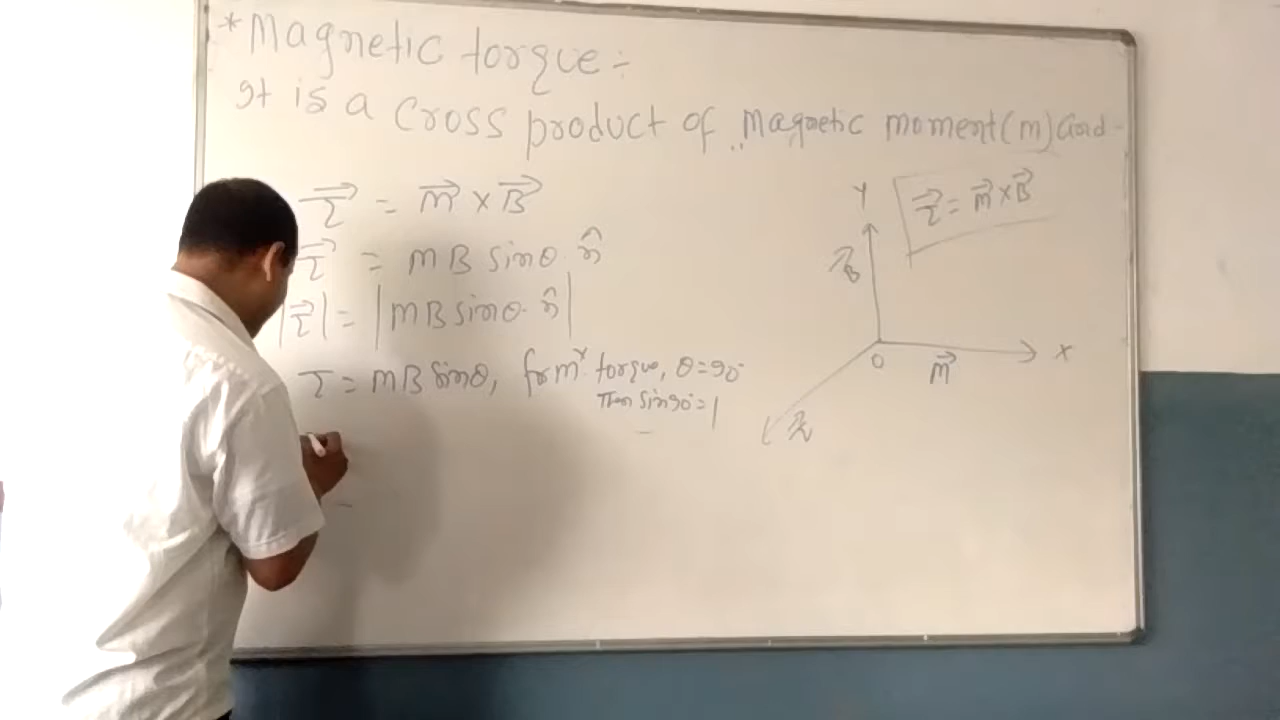 *Magnetic torque :-
It is a cross product of magnetic moment (m) and
τ⃗ = m⃗ × B⃗
τ⃗ = mB sinθ. n̂
|τ⃗| = |mB sinθ. n̂|
τ = mB sinθ, for mˣ torque, θ=90°
Then sin90°=1
τ⃗ = m⃗ × B⃗
Y
B⃗
O
m⃗
X